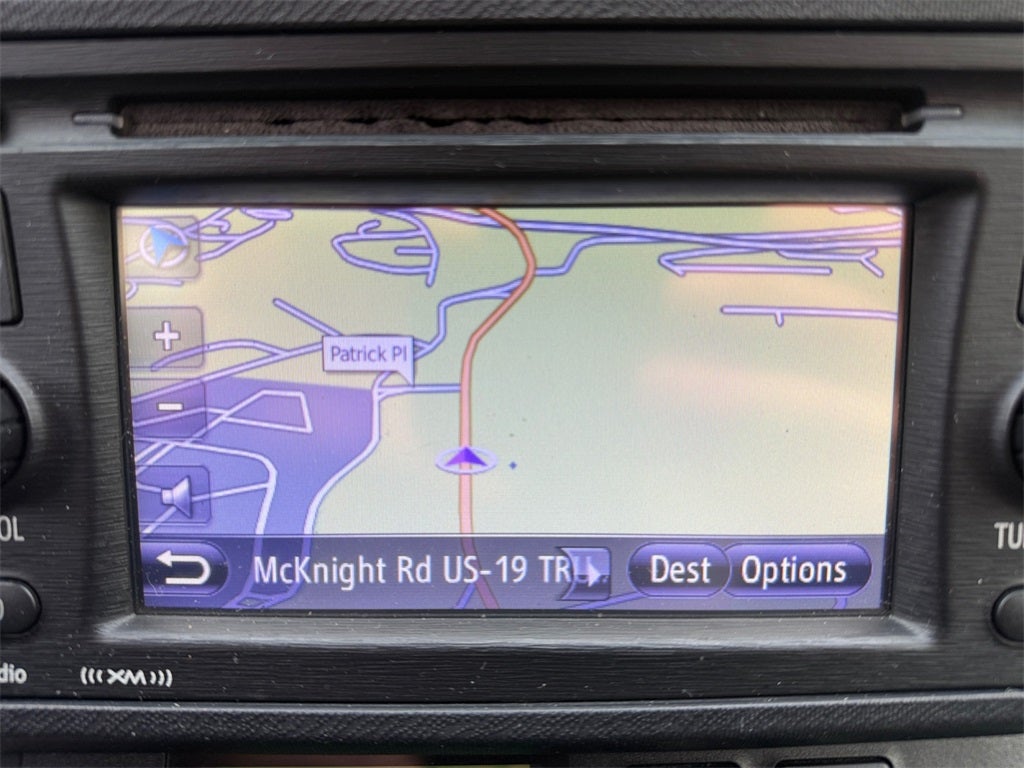 +
Patrick Pl
-
OL
TU
McKnight Rd US-19 TR
Dest
Options
dio
(((XM)))